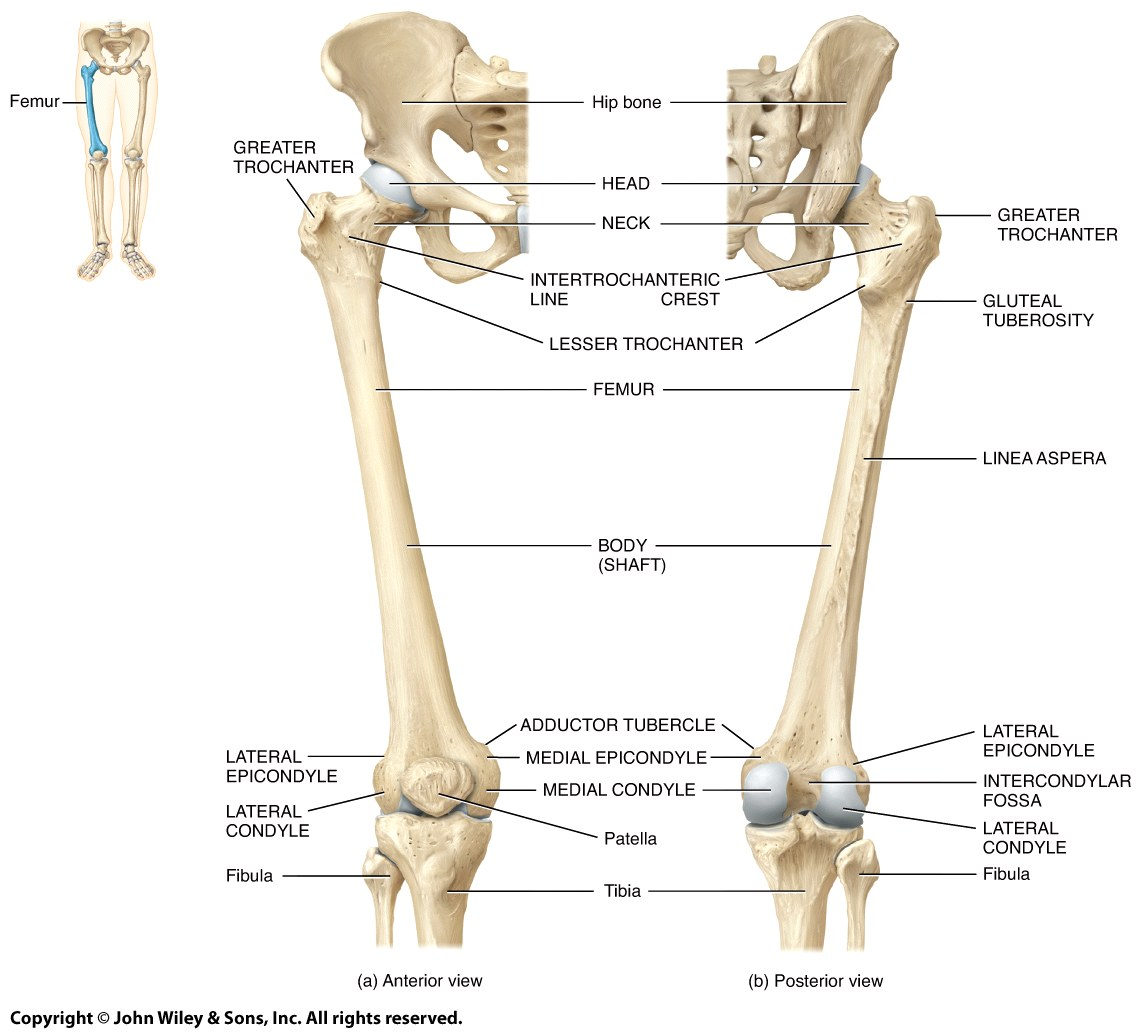 Femur
GREATER
TROCHANTER
Hip bone
HEAD
NECK
GREATER
TROCHANTER
INTERTROCHANTERIC
LINE CREST
GLUTEAL
TUBEROSITY
LESSER TROCHANTER
FEMUR
LINEA ASPERA
BODY
(SHAFT)
ADDUCTOR TUBERCLE
LATERAL
EPICONDYLE
MEDIAL EPICONDYLE
LATERAL
EPICONDYLE
MEDIAL CONDYLE
INTERCONDYLAR
FOSSA
LATERAL
CONDYLE
Patella
LATERAL
CONDYLE
Fibula
Tibia
Fibula
(a) Anterior view
(b) Posterior view
Copyright © John Wiley & Sons, Inc. All rights reserved.